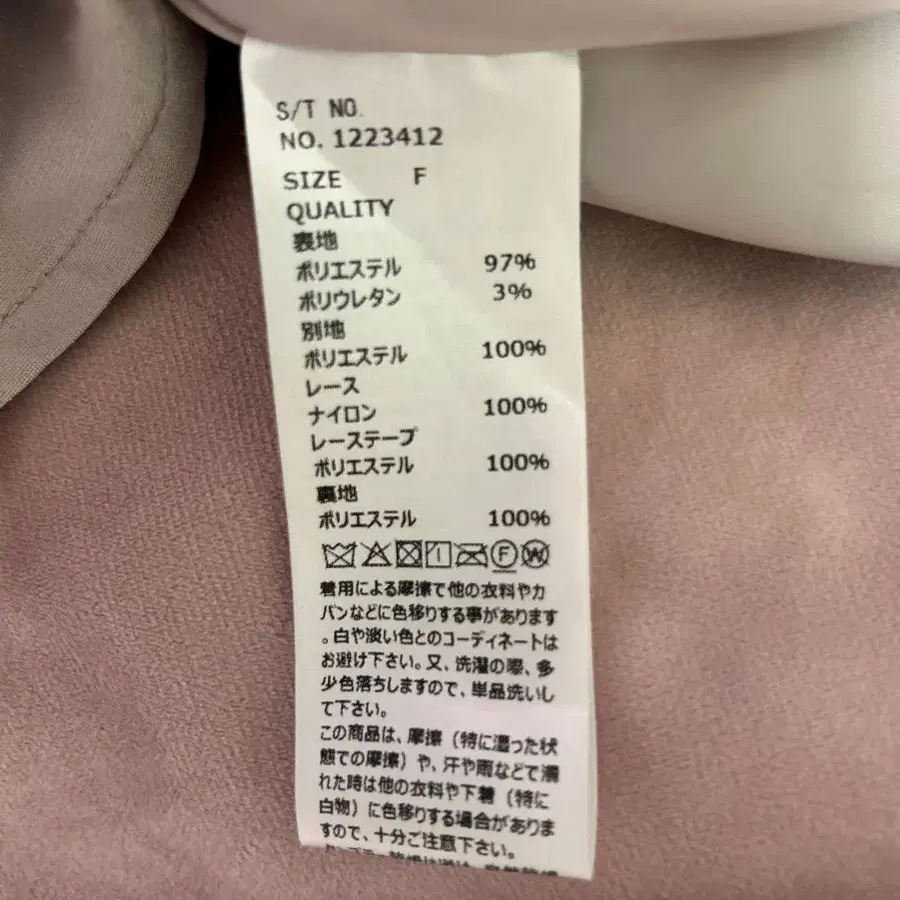 S/T NO.
NO. 1223412
SIZE F
QUALITY
表地
ポリエステル 97%
ポリウレタン 3%
別地
ポリエステル 100%
レース
ナイロン 100%
レーステープ
ポリエステル 100%
裏地
ポリエステル 100%
F W
着用による摩擦で他の衣料やカ
バンなどに色移りする事があります
。白や淡い色とのコーディネートは
お避け下さい。又、洗濯の際、多
少色落ちしますので、単品洗いし
て下さい。
この商品は、摩擦（特に湿った状
態での摩擦）や、汗や雨などで濡
れた時は他の衣料や下着（特に
白物）に色移りする場合がありま
すので、十分ご注意下さい。